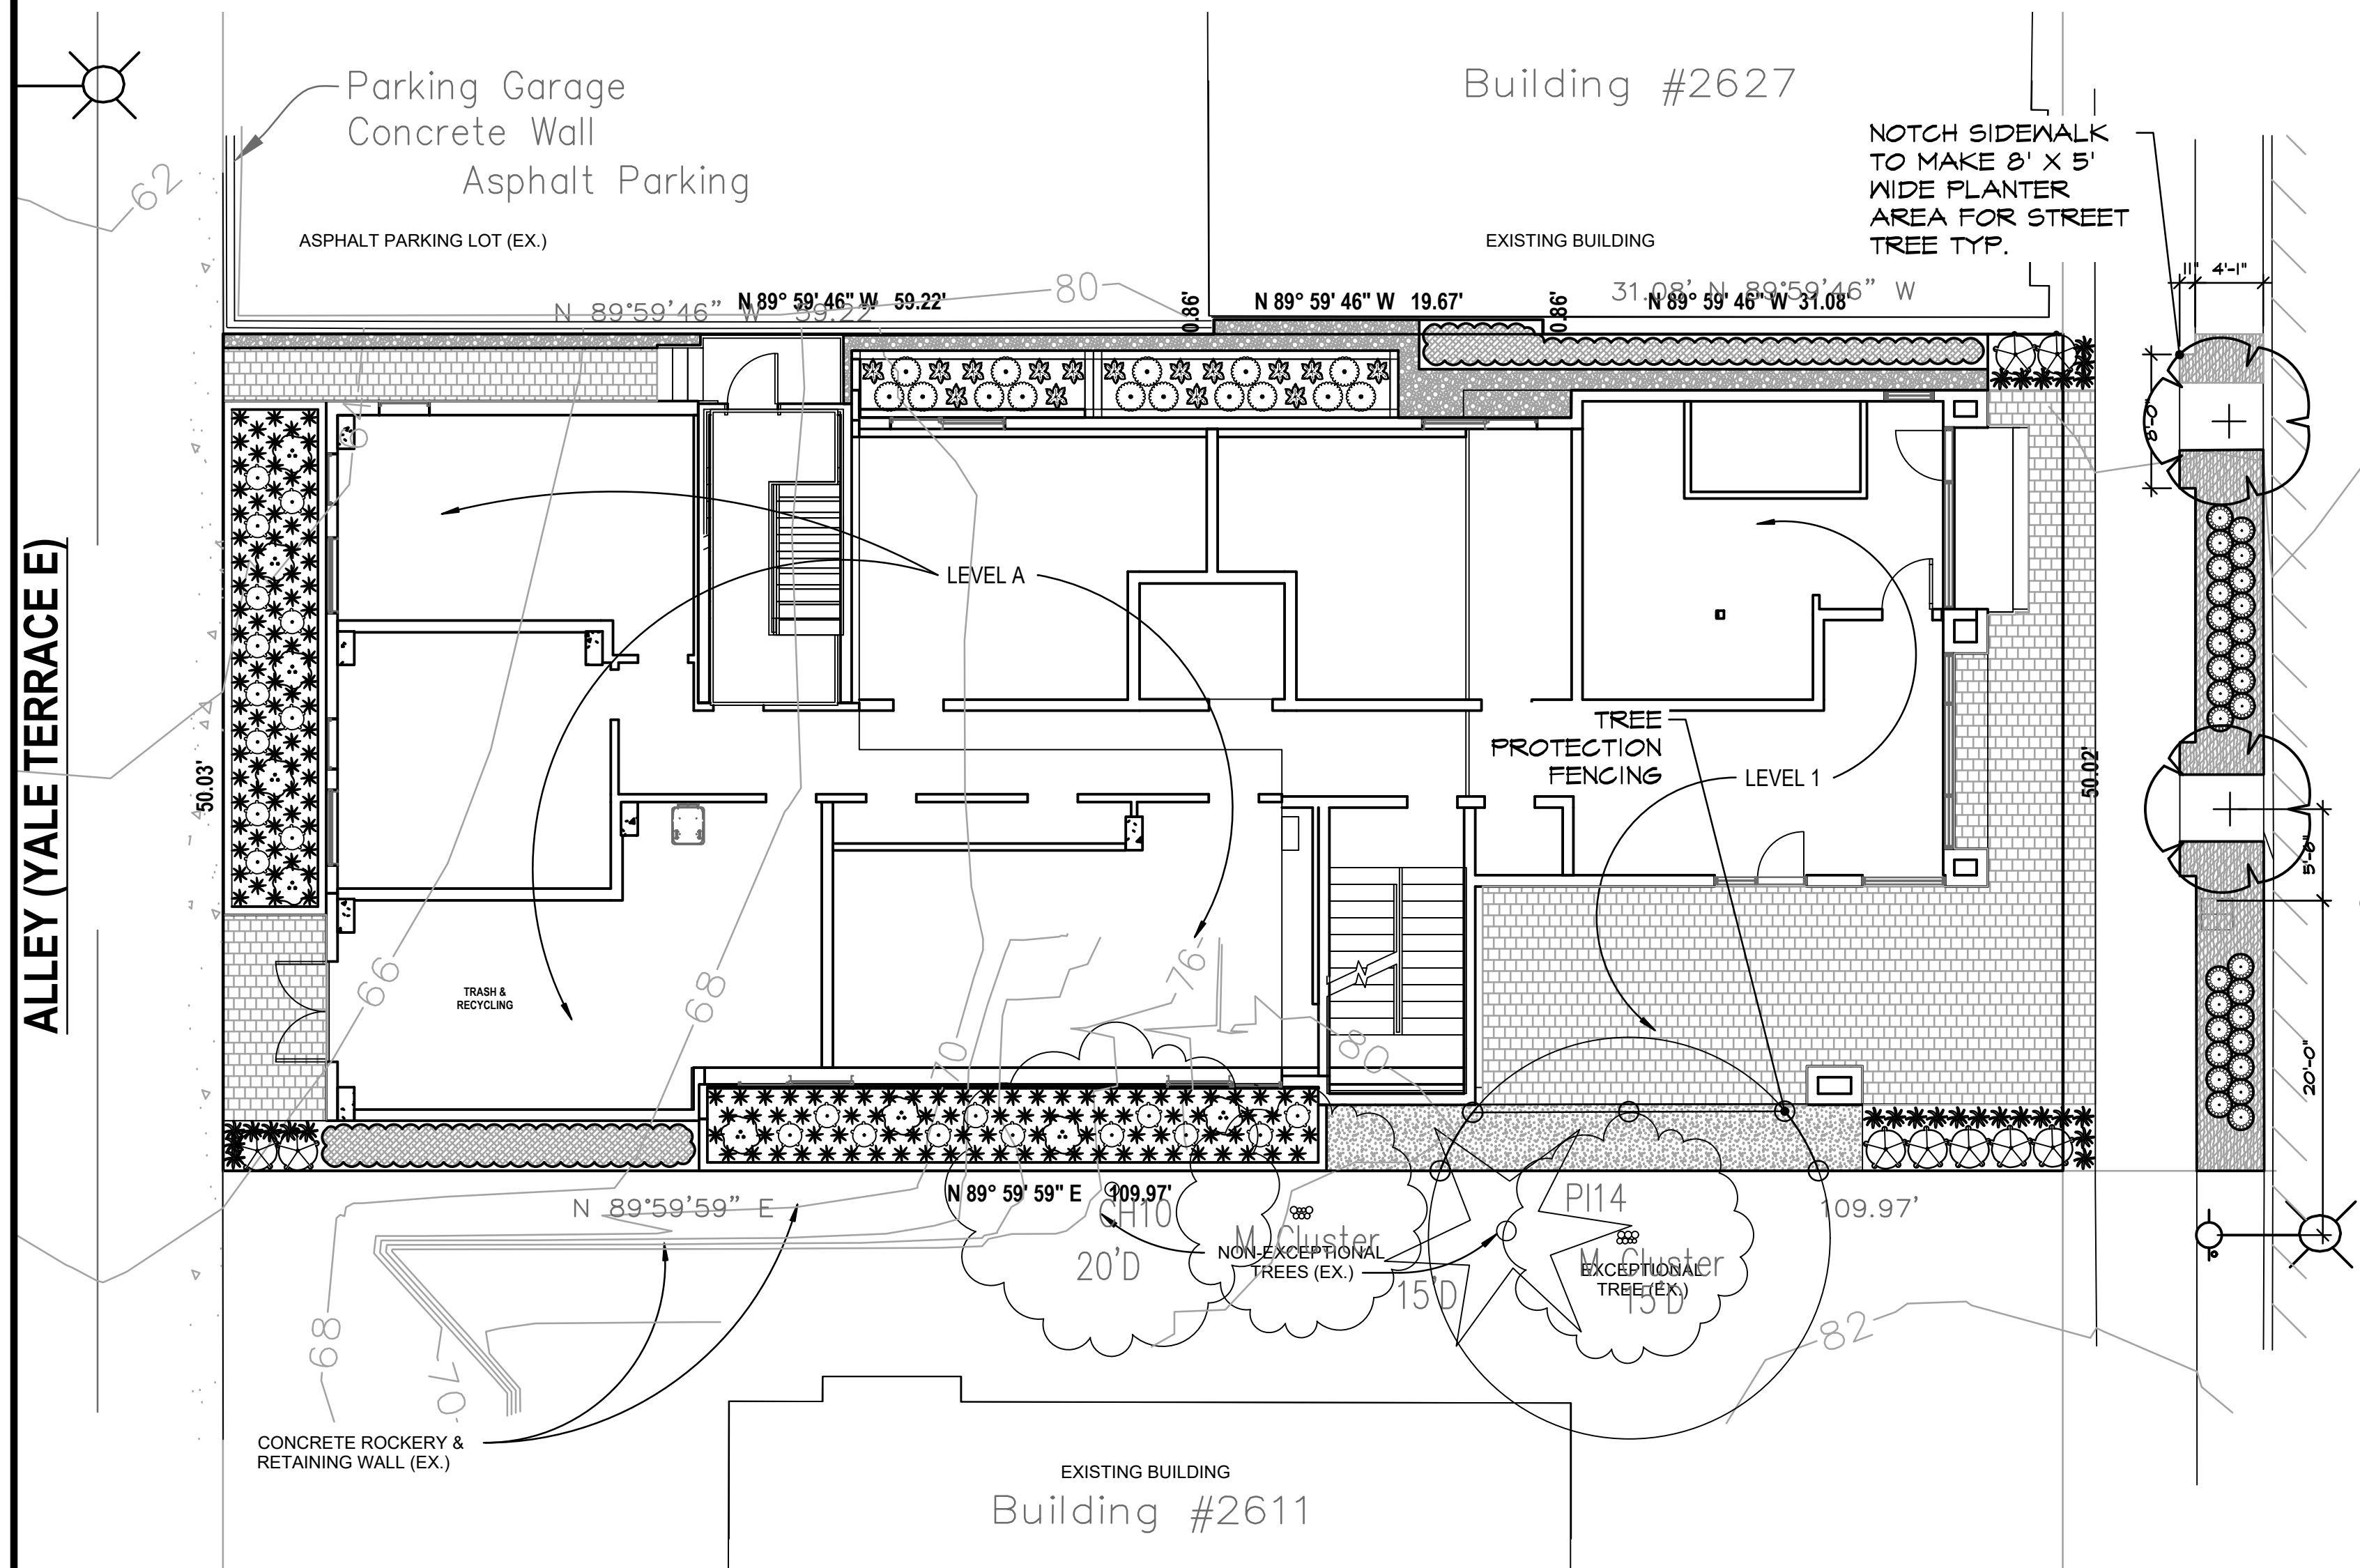 Parking Garage
Concrete Wall
Asphalt Parking
ASPHALT PARKING LOT (EX.)
Building #2627
EXISTING BUILDING
NOTCH SIDEWALK
TO MAKE 8' X 5'
WIDE PLANTER
AREA FOR STREET
TREE TYP.
62
80
11"
4'-1"
N 89°59'46" W 59.22'
N 89° 59' 46" W 59.22'
0.86'
N 89° 59' 46" W 19.67'
0.86'
31.08' N 89°59'46" W
N 89° 59' 46" W 31.08'
8'-0"
ALLEY (YALE TERRACE E)
LEVEL A
TREE
PROTECTION
FENCING
LEVEL 1
50.03'
50.02'
5'-6"
20'-0"
66
68
70
76
80
TRASH &
RECYCLING
N 89°59'59" E
N 89° 59' 59" E 109.97'
109.97'
CH10
20'D
M Cluster
NON-EXCEPTIONAL
TREES (EX.)
15'D
PI14
M Cluster
EXCEPTIONAL
TREE (EX.)
15'D
68
70
82
CONCRETE ROCKERY &
RETAINING WALL (EX.)
EXISTING BUILDING
Building #2611